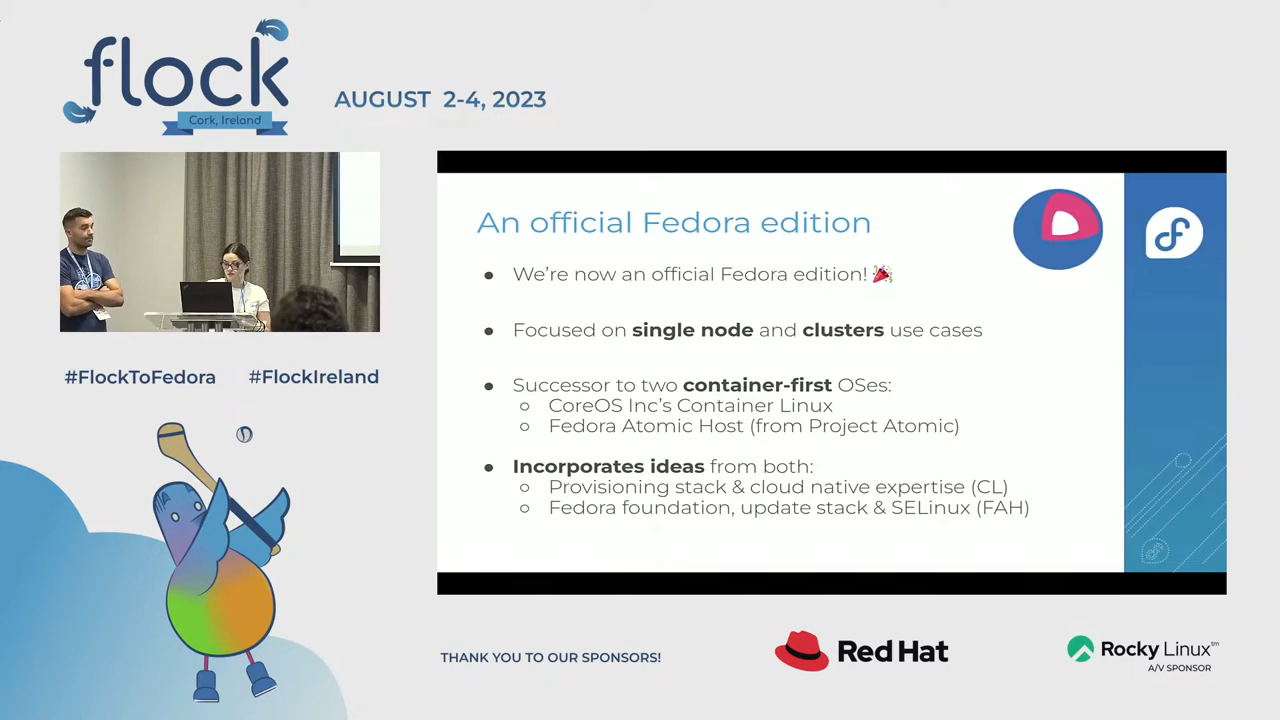 flock
Cork, Ireland
AUGUST 2-4, 2023
An official Fedora edition
● We're now an official Fedora edition! 🎉
● Focused on single node and clusters use cases
● Successor to two container-first OSes:
○ CoreOS Inc's Container Linux
○ Fedora Atomic Host (from Project Atomic)
● Incorporates ideas from both:
○ Provisioning stack & cloud native expertise (CL)
○ Fedora foundation, update stack & SELinux (FAH)
#FlockToFedora #FlockIreland
THANK YOU TO OUR SPONSORS!
Red Hat
Rocky Linux™
A/V SPONSOR